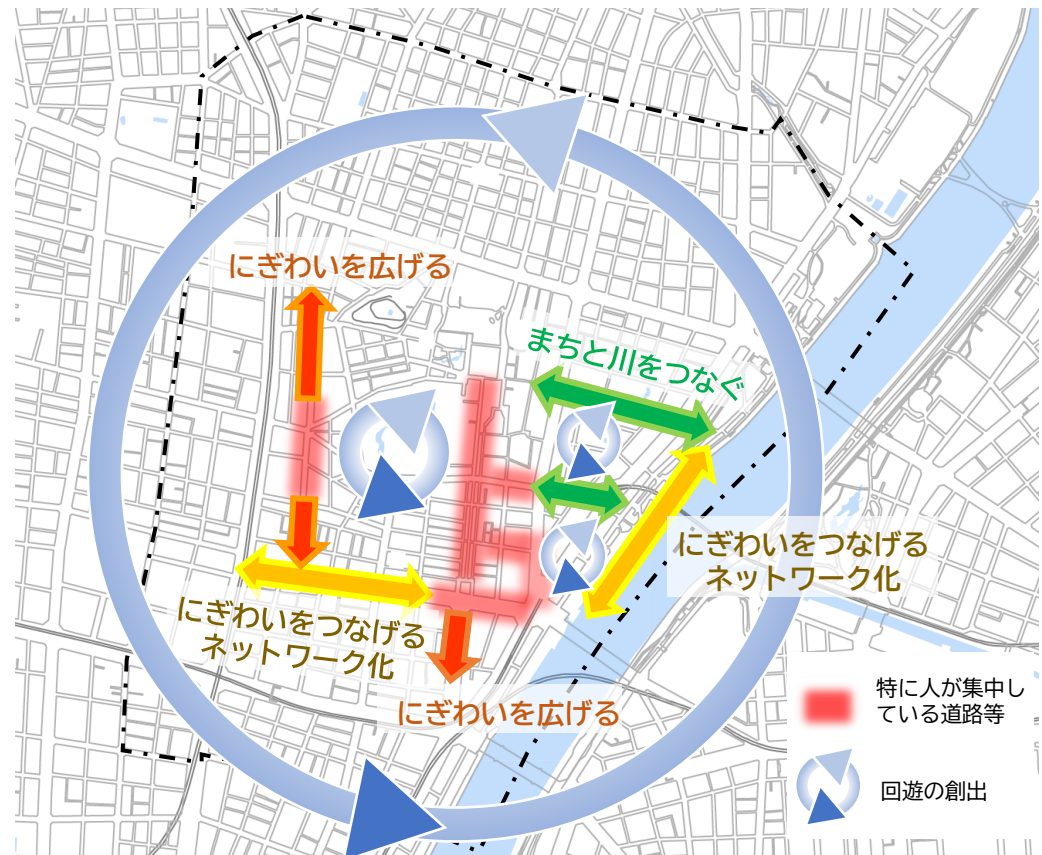 にぎわいを広げる
まちと川をつなぐ
にぎわいをつなげる
ネットワーク化
にぎわいをつなげる
ネットワーク化
にぎわいを広げる
特に人が集中し
ている道路等
回遊の創出